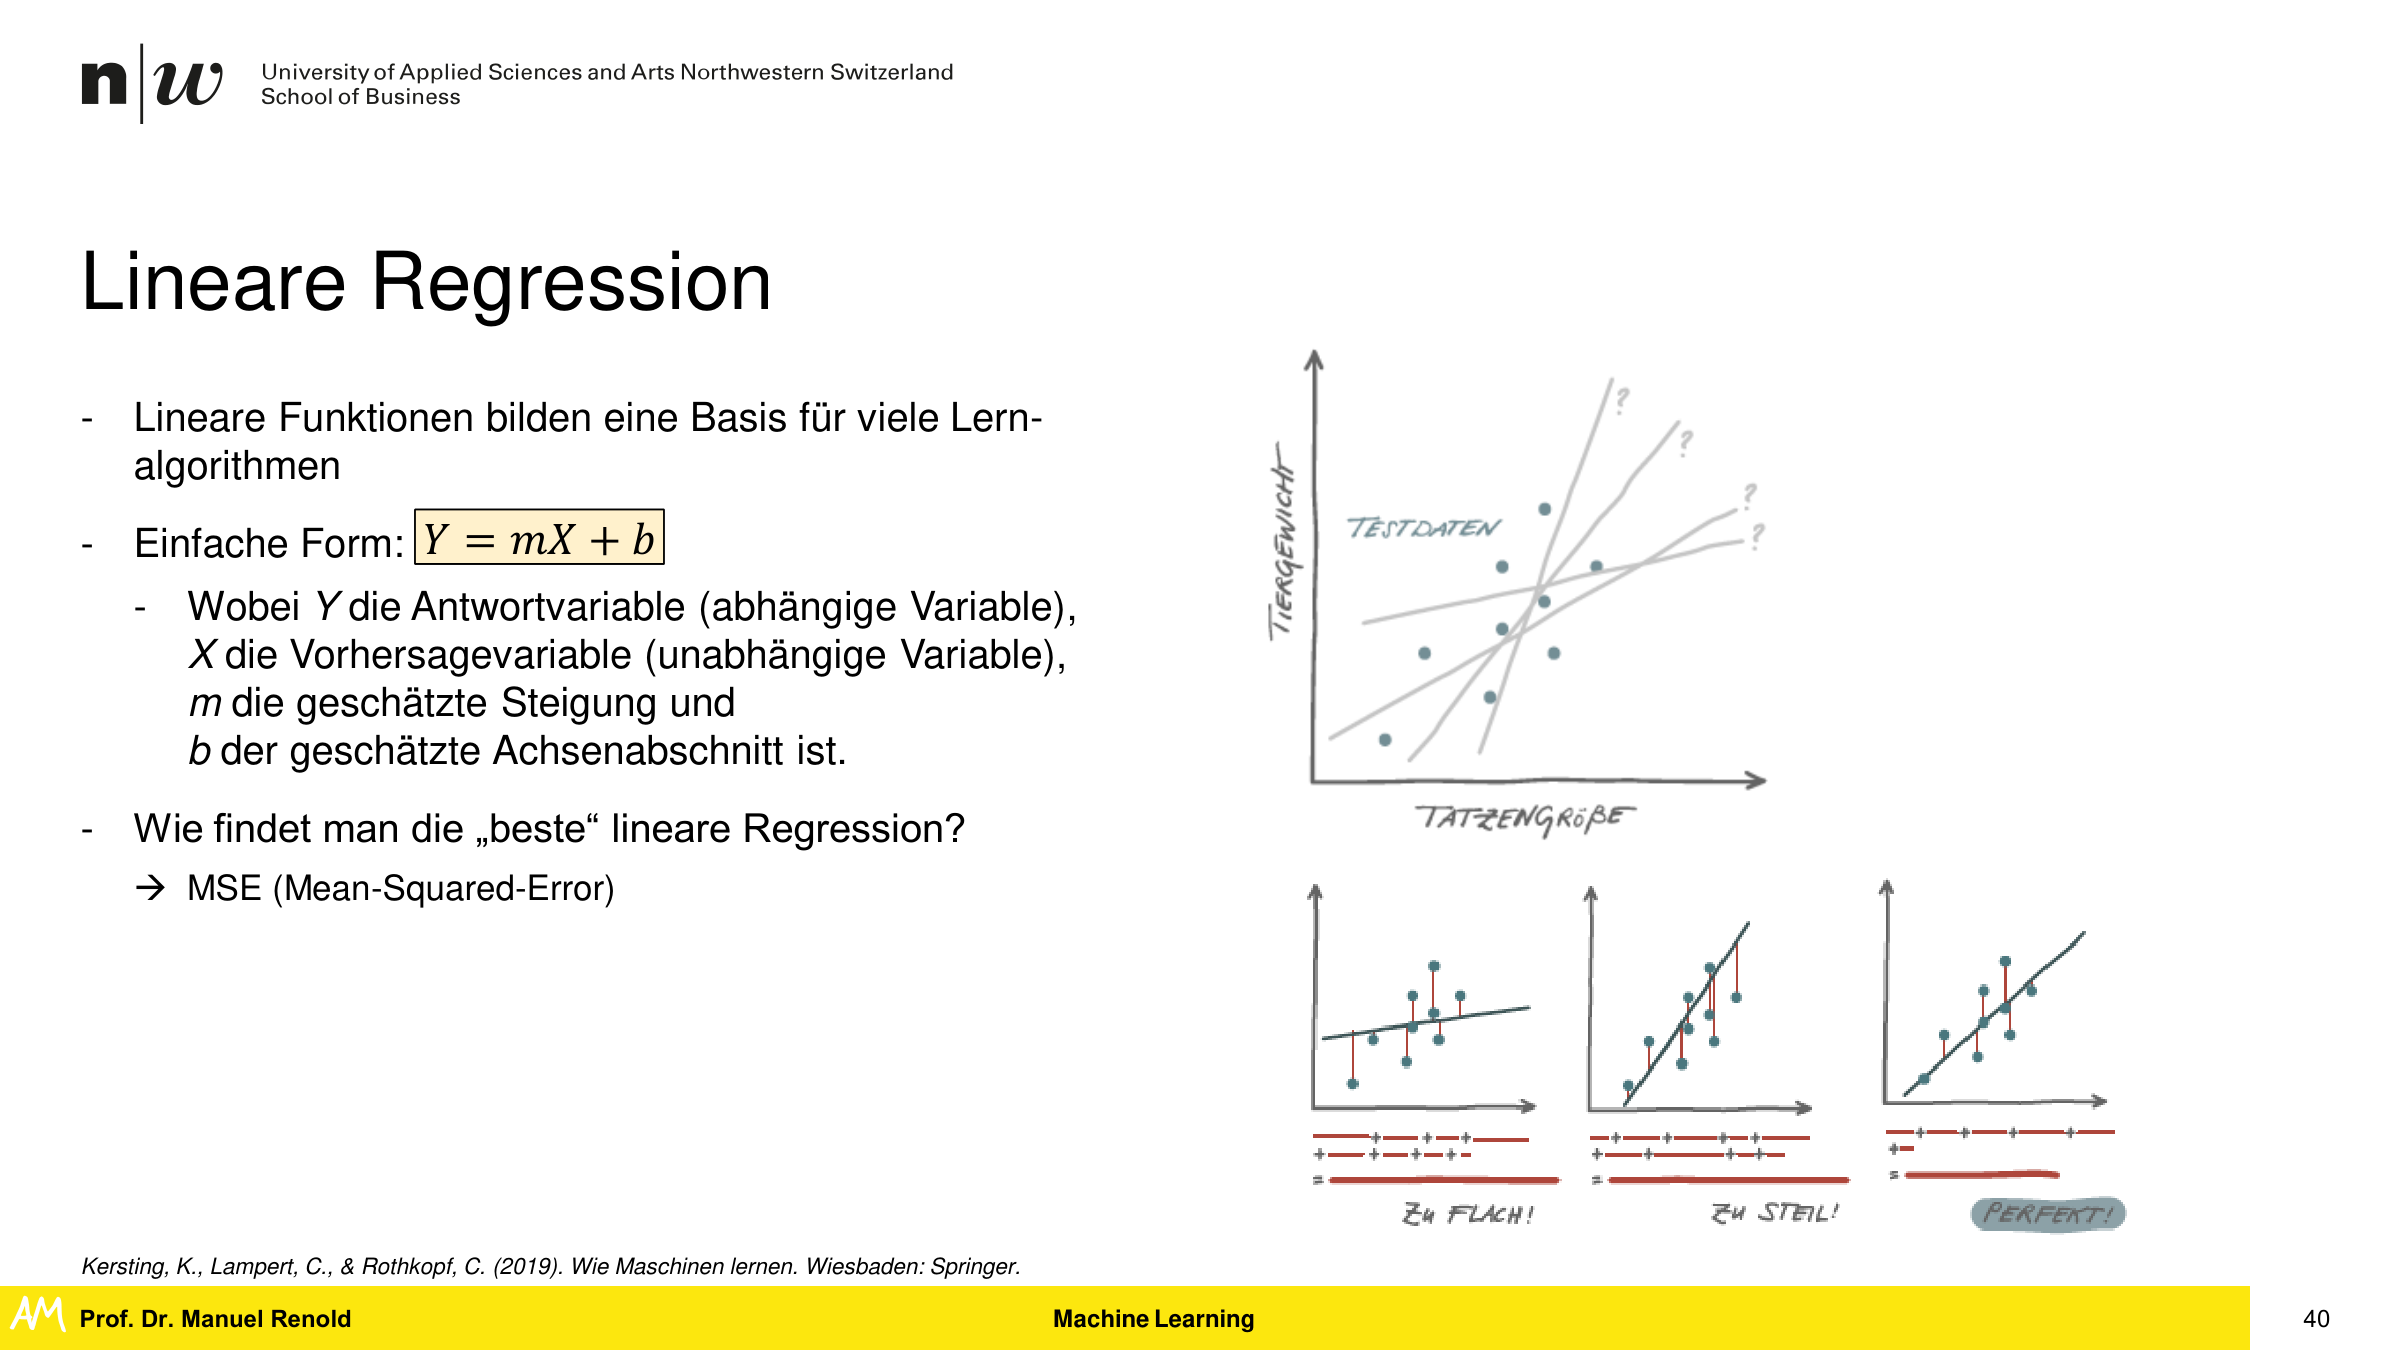 n|w
University of Applied Sciences and Arts Northwestern Switzerland
School of Business
Lineare Regression
- Lineare Funktionen bilden eine Basis für viele Lern-
algorithmen
- Einfache Form: Y = mX + b
- Wobei Y die Antwortvariable (abhängige Variable),
X die Vorhersagevariable (unabhängige Variable),
m die geschätzte Steigung und
b der geschätzte Achsenabschnitt ist.
- Wie findet man die „beste“ lineare Regression?
→ MSE (Mean-Squared-Error)
TIERGEWICHT
TESTDATEN
?
?
?
?
TATZENGRÖßE
+ + +
+ + + +
=
ZU FLACH!
+ + + +
+ + + +
=
ZU STEIL!
+ + + +
+
=
PERFEKT!
Kersting, K., Lampert, C., & Rothkopf, C. (2019). Wie Maschinen lernen. Wiesbaden: Springer.
AM
Prof. Dr. Manuel Renold
Machine Learning
40